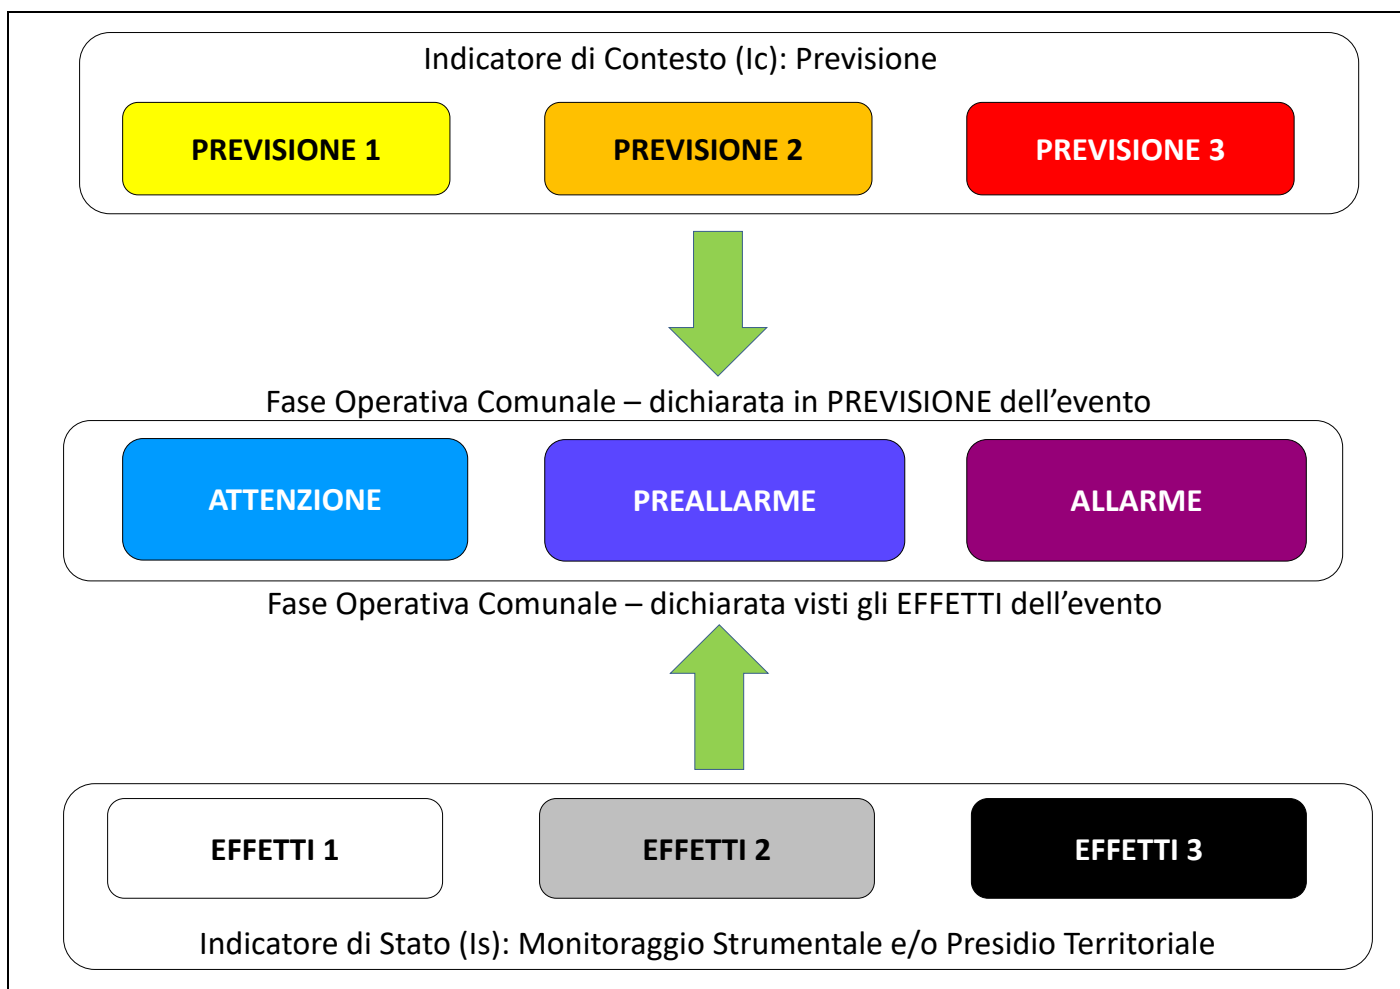 Indicatore di Contesto (Ic): Previsione
PREVISIONE 1
PREVISIONE 2
PREVISIONE 3
Fase Operativa Comunale – dichiarata in PREVISIONE dell’evento
ATTENZIONE
PREALLARME
ALLARME
Fase Operativa Comunale – dichiarata visti gli EFFETTI dell’evento
EFFETTI 1
EFFETTI 2
EFFETTI 3
Indicatore di Stato (Is): Monitoraggio Strumentale e/o Presidio Territoriale